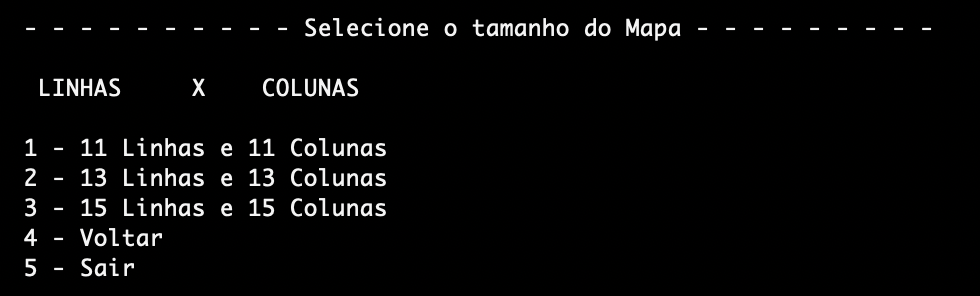 - - - - - - - - - - Selecione o tamanho do Mapa - - - - - - - - -
LINHAS X COLUNAS
1 - 11 Linhas e 11 Colunas
2 - 13 Linhas e 13 Colunas
3 - 15 Linhas e 15 Colunas
4 - Voltar
5 - Sair